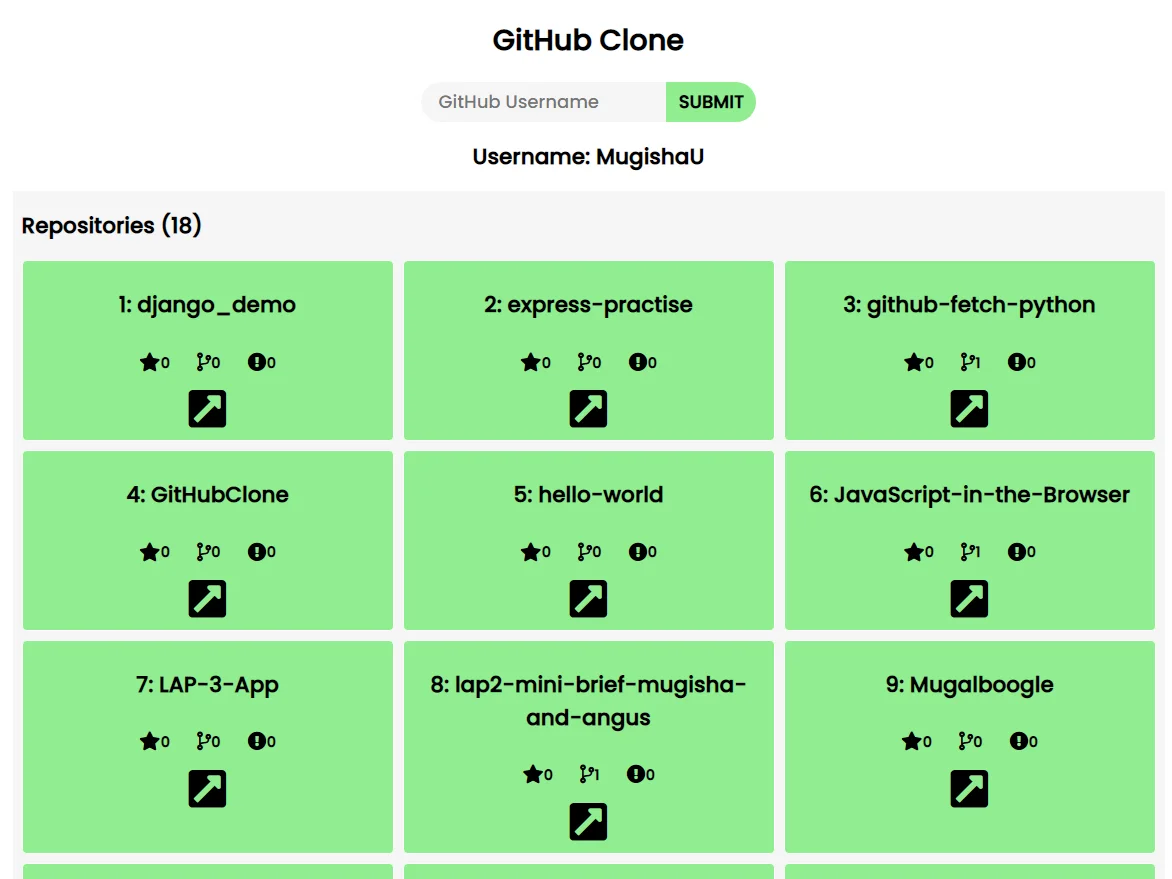 GitHub Clone
GitHub Username SUBMIT
Username: MugishaU
Repositories (18)
1: django_demo
0 0 0
2: express-practise
0 0 0
3: github-fetch-python
0 1 0
4: GitHubClone
0 0 0
5: hello-world
0 0 0
6: JavaScript-in-the-Browser
0 1 0
7: LAP-3-App
0 0 0
8: lap2-mini-brief-mugisha-
and-angus
0 1 0
9: Mugalboogle
0 0 0